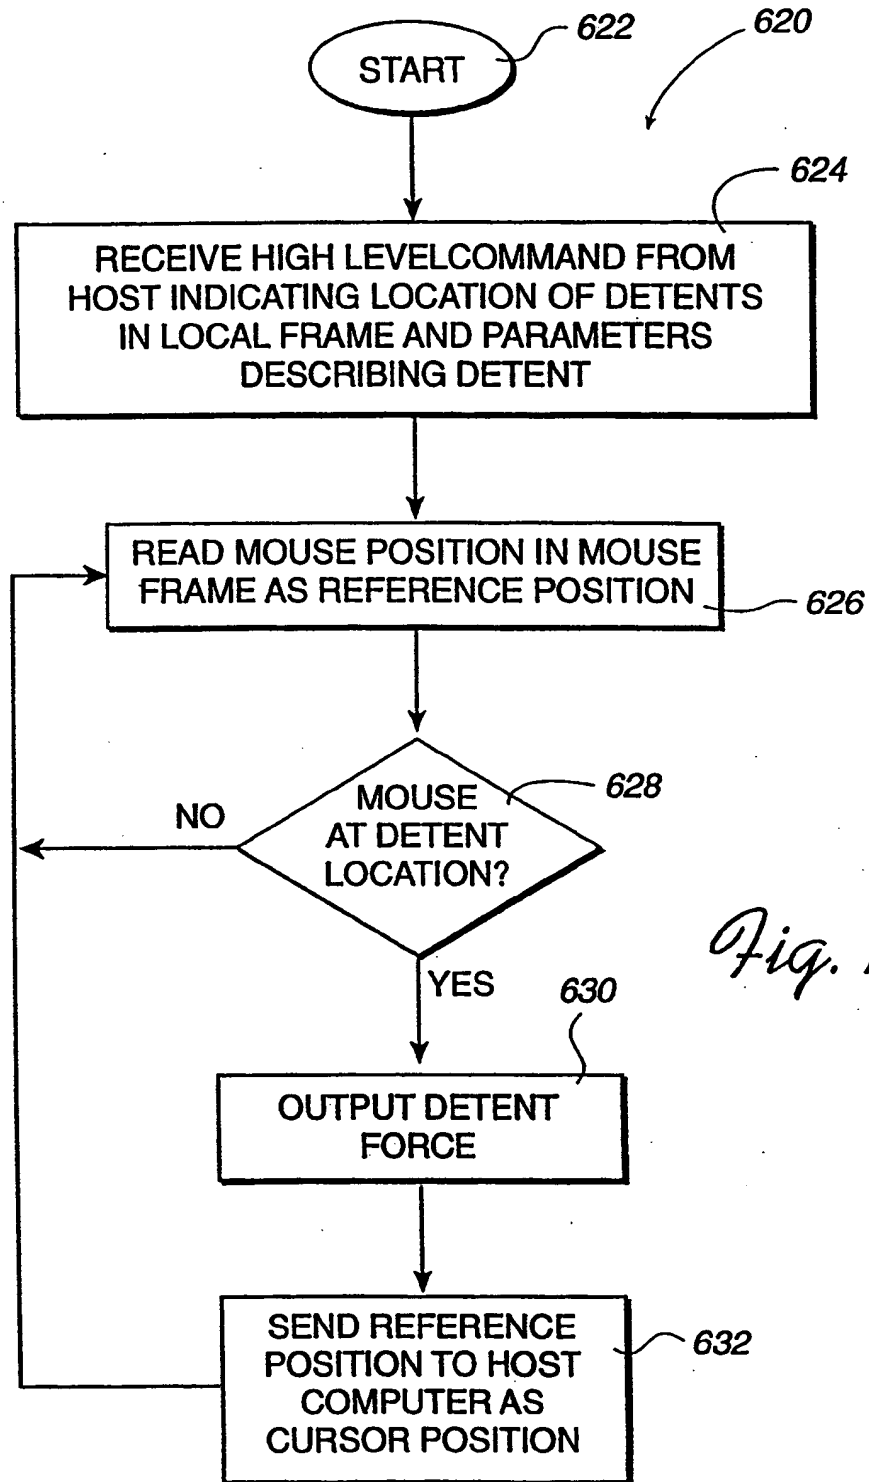 622
620
START
624
RECEIVE HIGH LEVELCOMMAND FROM
HOST INDICATING LOCATION OF DETENTS
IN LOCAL FRAME AND PARAMETERS
DESCRIBING DETENT
READ MOUSE POSITION IN MOUSE
FRAME AS REFERENCE POSITION
626
628
MOUSE
AT DETENT
LOCATION?
NO
YES
Fig.
630
OUTPUT DETENT
FORCE
SEND REFERENCE
POSITION TO HOST
COMPUTER AS
CURSOR POSITION
632